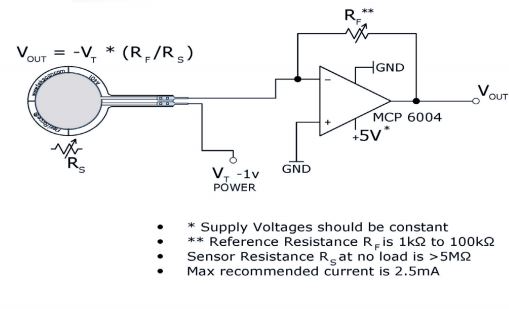 R_F**
V_OUT = -V_T * (R_F/R_S)
GND
V_OUT
MCP 6004
+5V*
R_S
V_T -1v
POWER
GND
• * Supply Voltages should be constant
• ** Reference Resistance R_F is 1kΩ to 100kΩ
• Sensor Resistance R_S at no load is >5MΩ
• Max recommended current is 2.5mA